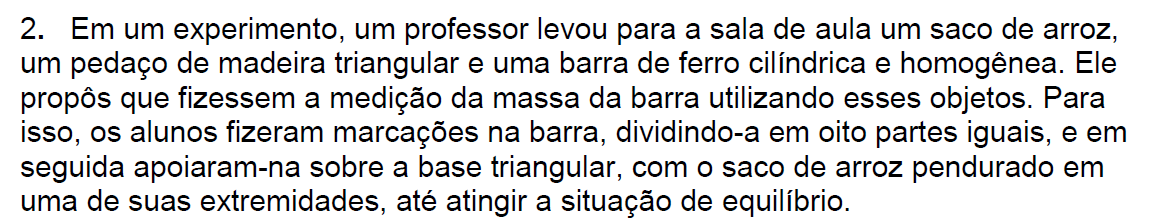 2. Em um experimento, um professor levou para a sala de aula um saco de arroz,
um pedaço de madeira triangular e uma barra de ferro cilíndrica e homogênea. Ele
propôs que fizessem a medição da massa da barra utilizando esses objetos. Para
isso, os alunos fizeram marcações na barra, dividindo-a em oito partes iguais, e em
seguida apoiaram-na sobre a base triangular, com o saco de arroz pendurado em
uma de suas extremidades, até atingir a situação de equilíbrio.